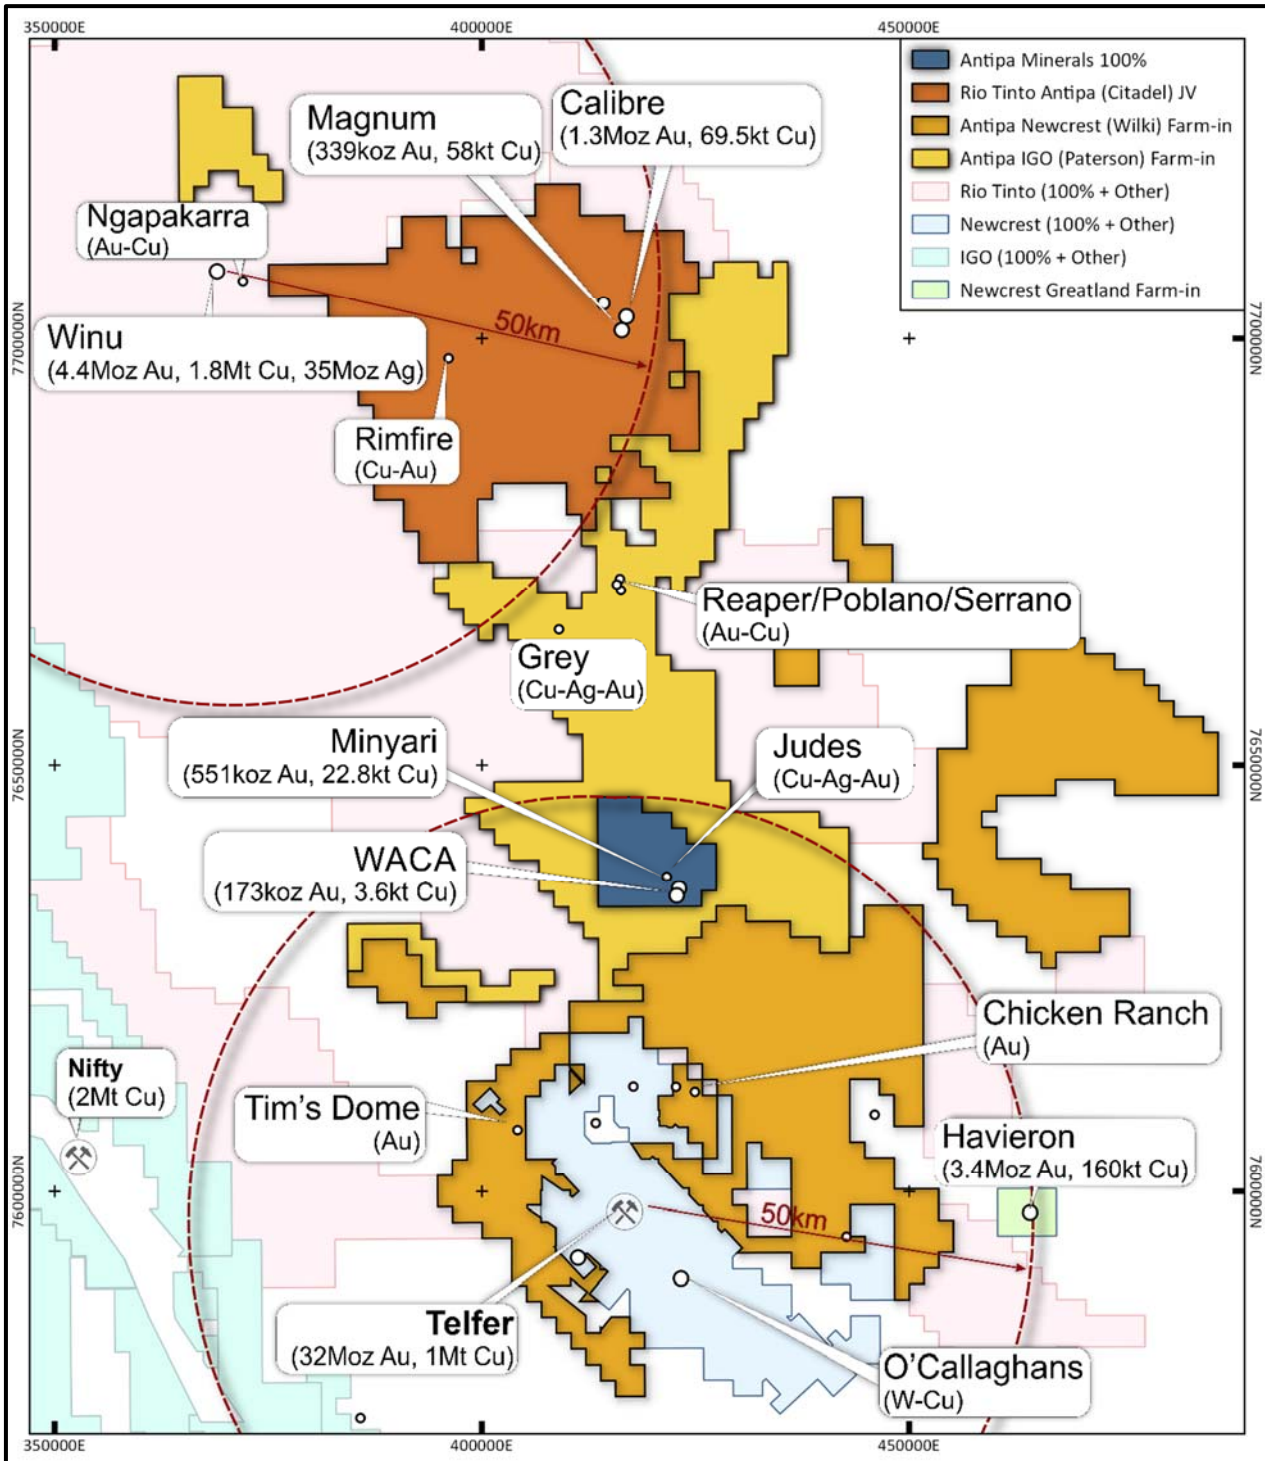 350000E
400000E
450000E
Antipa Minerals 100%
Rio Tinto Antipa (Citadel) JV
Antipa Newcrest (Wilki) Farm-in
Antipa IGO (Paterson) Farm-in
Rio Tinto (100% + Other)
Newcrest (100% + Other)
IGO (100% + Other)
Newcrest Greatland Farm-in
Calibre
(1.3Moz Au, 69.5kt Cu)
Magnum
(339koz Au, 58kt Cu)
Ngapakarra
(Au-Cu)
Winu
(4.4Moz Au, 1.8Mt Cu, 35Moz Ag)
50km
7700000N
7700000N
Rimfire
(Cu-Au)
Reaper/Poblano/Serrano
(Au-Cu)
Grey
(Cu-Ag-Au)
Minyari
(551koz Au, 22.8kt Cu)
Judes
(Cu-Ag-Au)
7650000N
7650000N
WACA
(173koz Au, 3.6kt Cu)
Chicken Ranch
(Au)
Nifty
(2Mt Cu)
Tim's Dome
(Au)
Havieron
(3.4Moz Au, 160kt Cu)
7600000N
7600000N
50km
Telfer
(32Moz Au, 1Mt Cu)
O'Callaghans
(W-Cu)
350000E
400000E
450000E